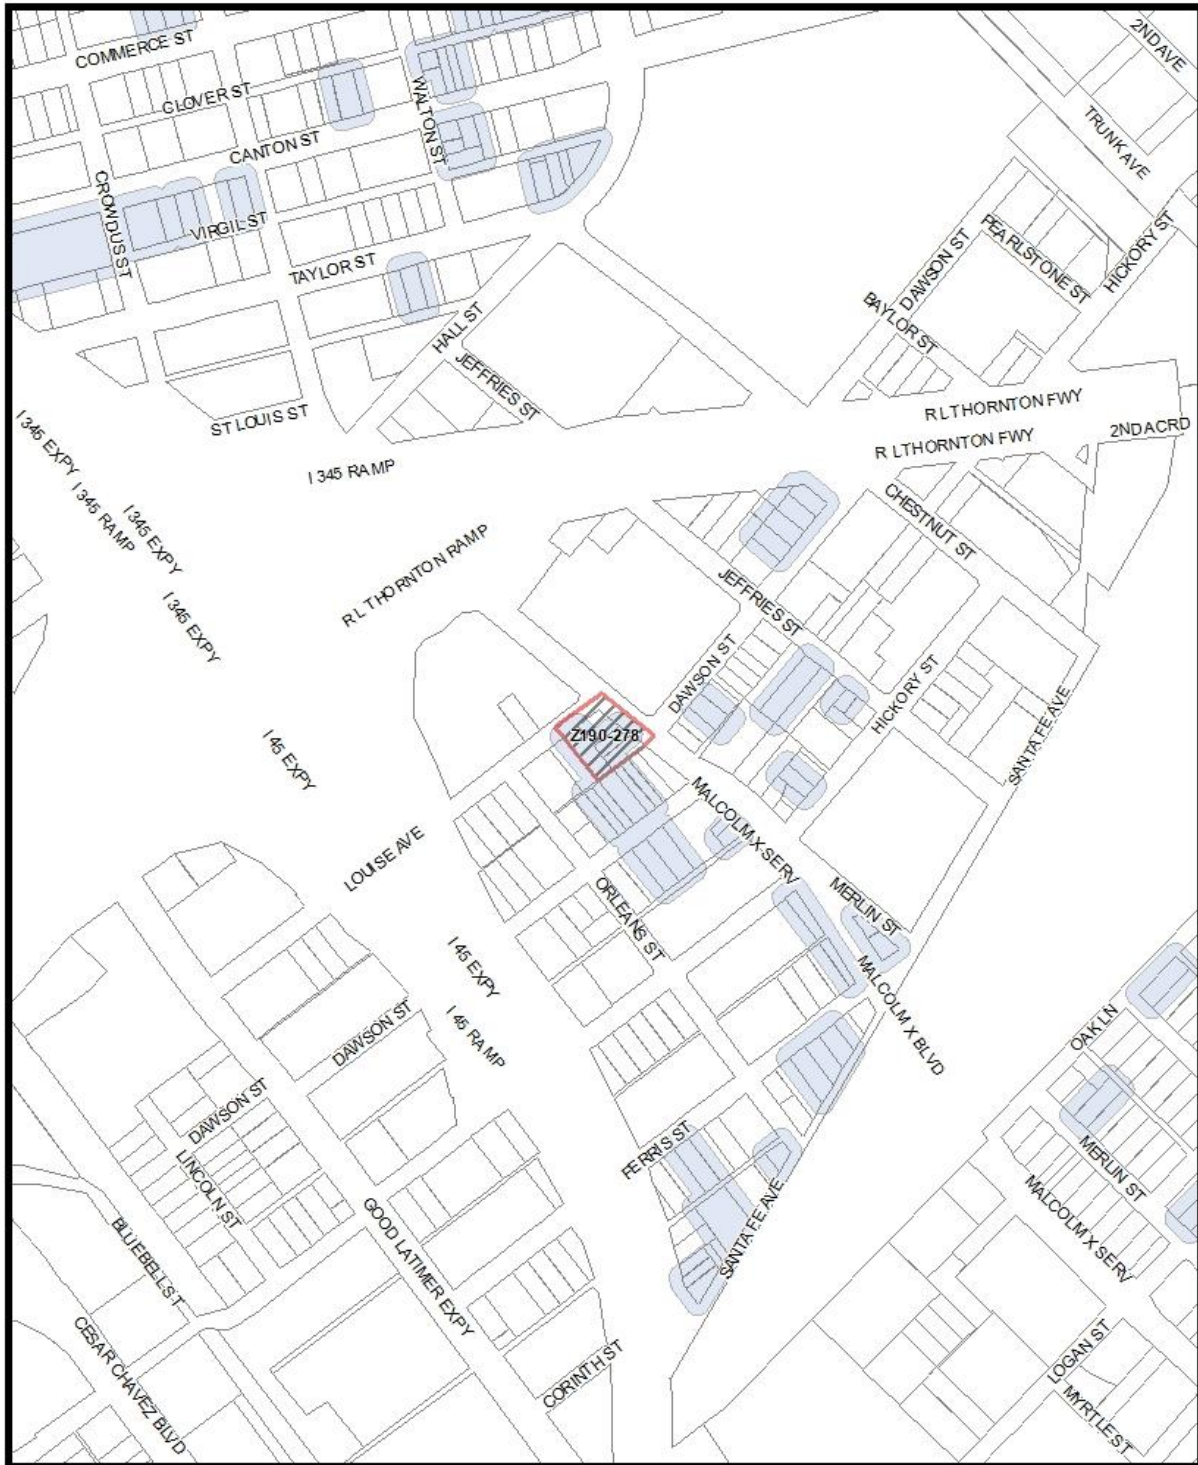 COMMERCE ST
2ND AVE
CLOVER ST
WALTON ST
TRUNK AVE
CANTON ST
CROWDUS ST
VIRGIL ST
PEARLSTONE ST
HICKORY ST
DAWSON ST
TAYLOR ST
BAYLOR ST
HALL ST
JEFFRIES ST
R L THORNTON FWY
2ND ACRD
ST LOUIS ST
R L THORNTON FWY
I 345 EXPY
I 345 RAMP
I 345 RAMP
I 345 EXPY
CHESTNUT ST
R L THORNTON RAMP
JEFFRIES ST
I 345 EXPY
DAWSON ST
HICKORY ST
SANTA FE AVE
Z190-278
I 45 EXPY
MALCOLM X SERV
LOUISE AVE
ORLEANS ST
MERLIN ST
I 45 EXPY
MALCOLM X BLVD
I 45 RAMP
OAK LN
DAWSON ST
DAWSON ST
LINCOLN ST
FERRIS ST
MERLIN ST
MALCOLM X SERV
SANTA FE AVE
BLUEBELL ST
GOOD LATIMER EXPY
CESAR CHAVEZ BLVD
CORINTH ST
LOGAN ST
MYRTLE ST